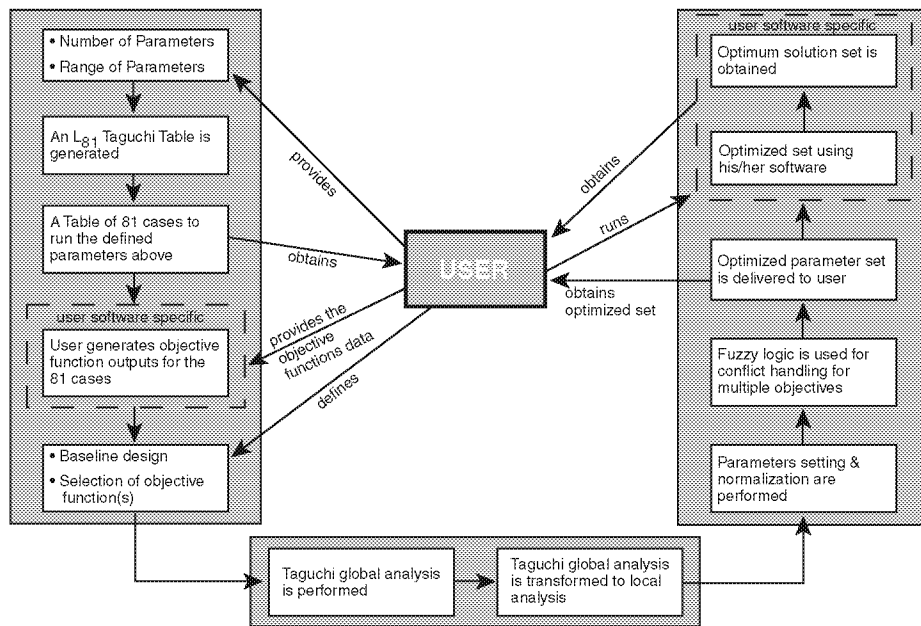 • Number of Parameters
• Range of Parameters
An L81 Taguchi Table is
generated
A Table of 81 cases to
run the defined
parameters above
user software specific
User generates objective
function outputs for the
81 cases
• Baseline design
• Selection of objective
function(s)
provides
obtains
provides the
objective
functions data
defines
USER
obtains
runs
obtains
optimized set
user software specific
Optimum solution set is
obtained
Optimized set using
his/her software
Optimized parameter set
is delivered to user
Fuzzy logic is used for
conflict handling for
multiple objectives
Parameters setting &
normalization are
performed
Taguchi global analysis
is performed
Taguchi global analysis
is transformed to local
analysis